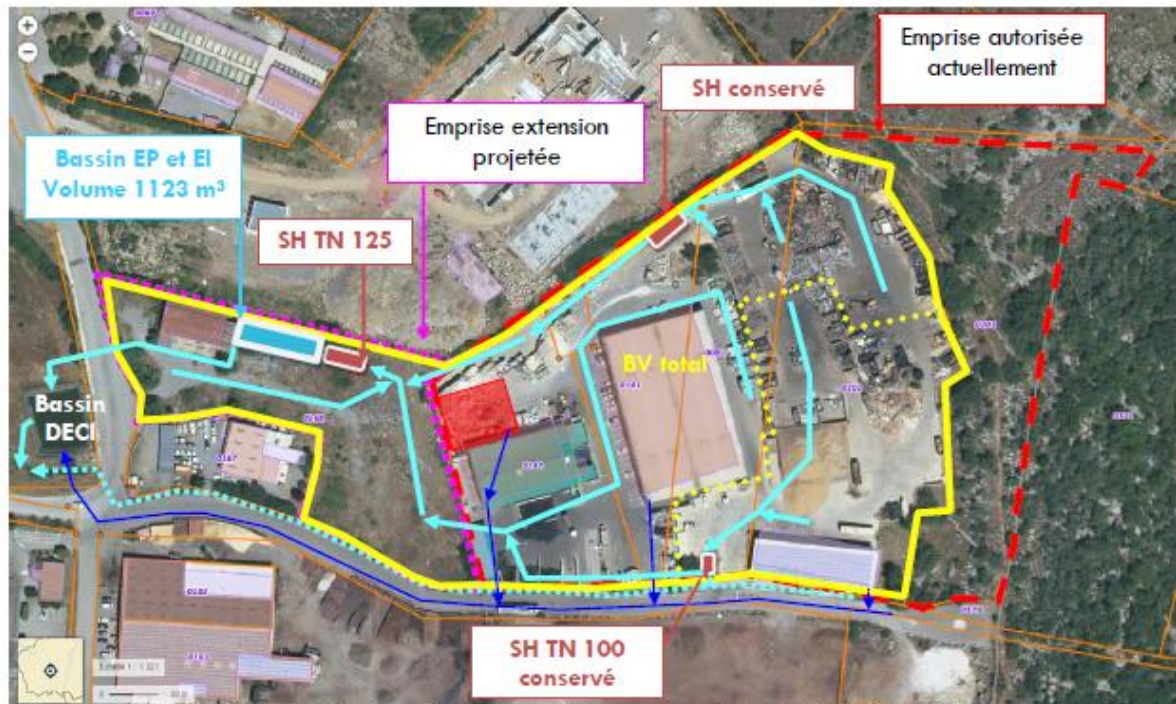 Emprise autorisée
actuellement
SH conservé
Emprise extension
projetée
Bassin EP et EI
Volume 1123 m³
SH TN 125
BV total
Bassin
DECI
SH TN 100
conservé